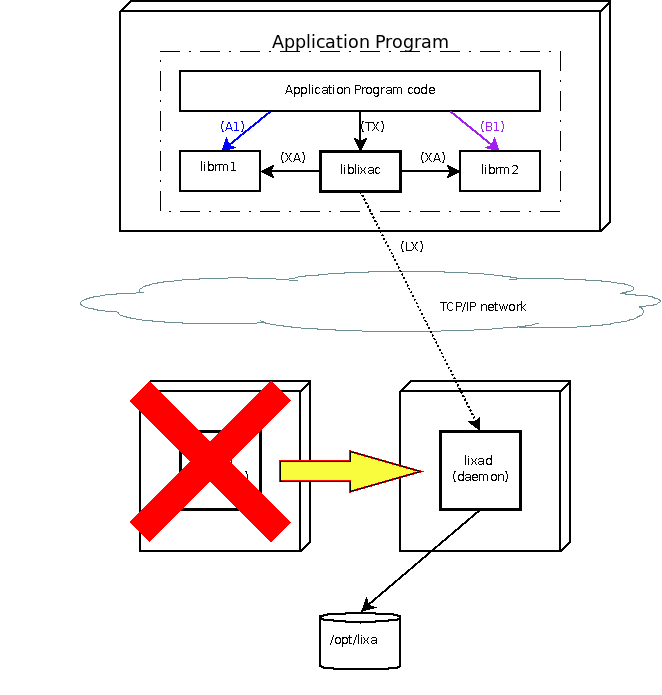 Application Program
Application Program code
(A1)
(TX)
(B1)
librm1
(XA)
liblixac
(XA)
librm2
(LX)
TCP/IP network
lixad
(daemon)
/opt/lixa